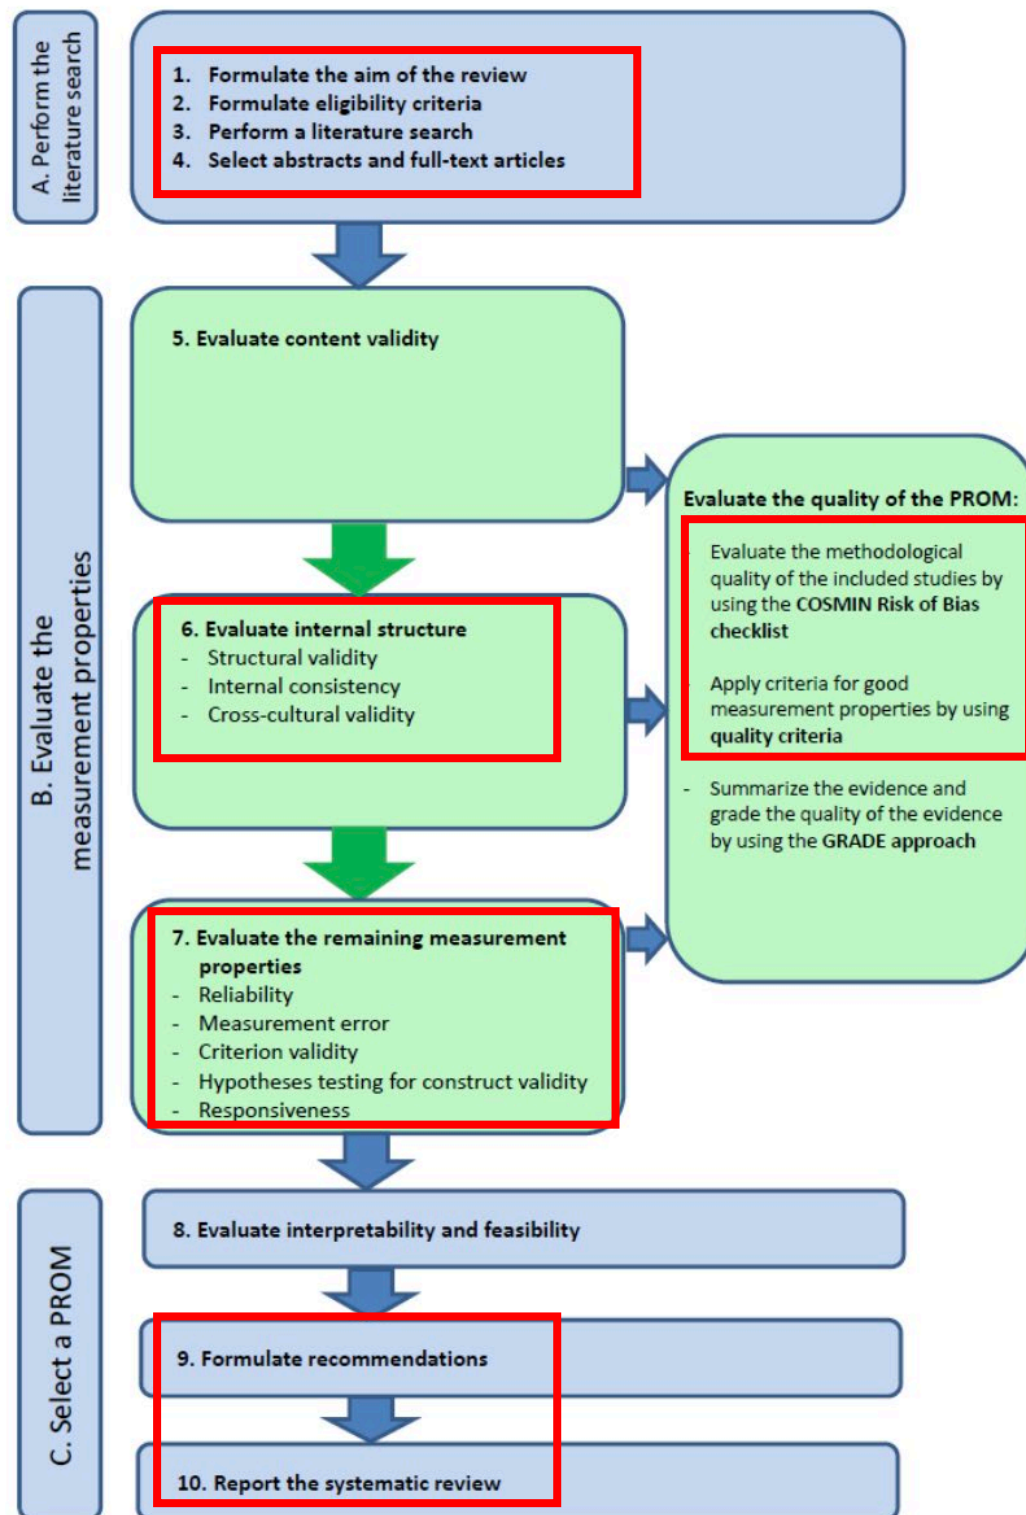 A. Perform the
literature search
1. Formulate the aim of the review
2. Formulate eligibility criteria
3. Perform a literature search
4. Select abstracts and full-text articles
B. Evaluate the
measurement properties
5. Evaluate content validity
6. Evaluate internal structure
- Structural validity
- Internal consistency
- Cross-cultural validity
7. Evaluate the remaining measurement
properties
- Reliability
- Measurement error
- Criterion validity
- Hypotheses testing for construct validity
- Responsiveness
Evaluate the quality of the PROM:
- Evaluate the methodological
quality of the included studies by
using the COSMIN Risk of Bias
checklist
- Apply criteria for good
measurement properties by using
quality criteria
- Summarize the evidence and
grade the quality of the evidence
by using the GRADE approach
C. Select a PROM
8. Evaluate interpretability and feasibility
9. Formulate recommendations
10. Report the systematic review